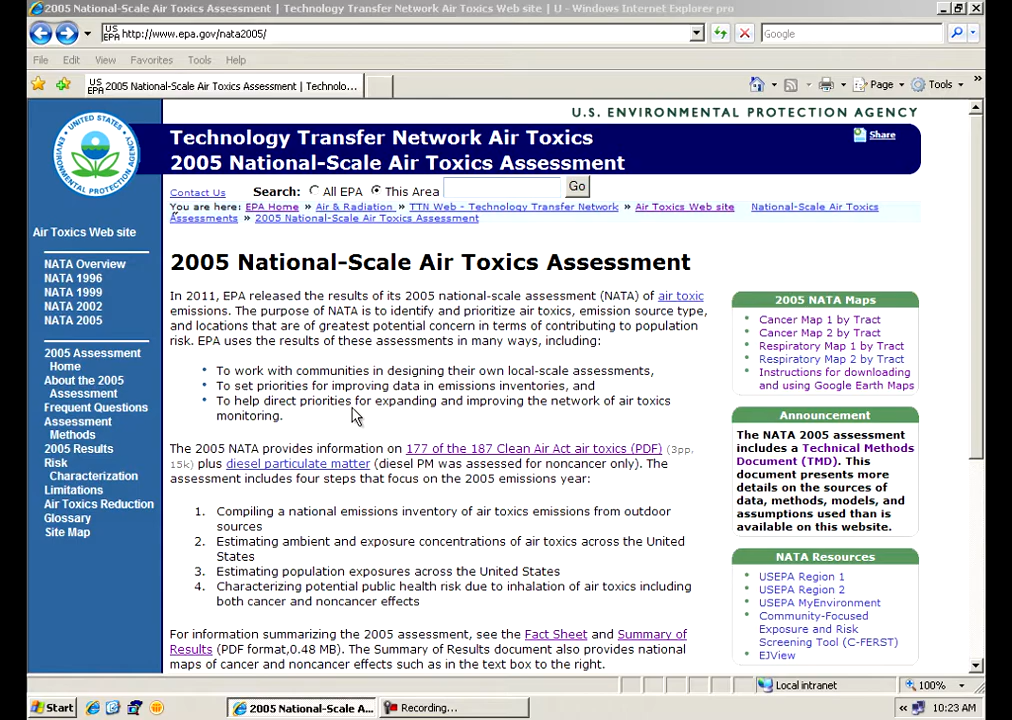 2005 National-Scale Air Toxics Assessment | Technology Transfer Network Air Toxics Web site | U - Windows Internet Explorer pro
US EPA http://www.epa.gov/nata2005/
Google
File Edit View Favorites Tools Help
US EPA 2005 National-Scale Air Toxics Assessment | Technolo...
Page Tools »
U.S. ENVIRONMENTAL PROTECTION AGENCY
UNITED STATES
ENVIRONMENTAL PROTECTION AGENCY
Technology Transfer Network Air Toxics
2005 National-Scale Air Toxics Assessment
Share
Contact Us Search: All EPA This Area Go
You are here: EPA Home » Air & Radiation » TTN Web - Technology Transfer Network » Air Toxics Web site National-Scale Air Toxics
Assessments » 2005 National-Scale Air Toxics Assessment
Air Toxics Web site
NATA Overview
NATA 1996
NATA 1999
NATA 2002
NATA 2005
2005 Assessment
Home
About the 2005
Assessment
Frequent Questions
Assessment
Methods
2005 Results
Risk
Characterization
Limitations
Air Toxics Reduction
Glossary
Site Map
2005 National-Scale Air Toxics Assessment
In 2011, EPA released the results of its 2005 national-scale assessment (NATA) of air toxic
emissions. The purpose of NATA is to identify and prioritize air toxics, emission source type,
and locations that are of greatest potential concern in terms of contributing to population
risk. EPA uses the results of these assessments in many ways, including:
• To work with communities in designing their own local-scale assessments,
• To set priorities for improving data in emissions inventories, and
• To help direct priorities for expanding and improving the network of air toxics
monitoring.
The 2005 NATA provides information on 177 of the 187 Clean Air Act air toxics (PDF) (3pp,
15k) plus diesel particulate matter (diesel PM was assessed for noncancer only). The
assessment includes four steps that focus on the 2005 emissions year:
1. Compiling a national emissions inventory of air toxics emissions from outdoor
sources
2. Estimating ambient and exposure concentrations of air toxics across the United
States
3. Estimating population exposures across the United States
4. Characterizing potential public health risk due to inhalation of air toxics including
both cancer and noncancer effects
For information summarizing the 2005 assessment, see the Fact Sheet and Summary of
Results (PDF format,0.48 MB). The Summary of Results document also provides national
maps of cancer and noncancer effects such as in the text box to the right.
2005 NATA Maps
• Cancer Map 1 by Tract
• Cancer Map 2 by Tract
• Respiratory Map 1 by Tract
• Respiratory Map 2 by Tract
• Instructions for downloading
and using Google Earth Maps
Announcement
The NATA 2005 assessment
includes a Technical Methods
Document (TMD). This
document presents more
details on the sources of
data, methods, models, and
assumptions used than is
available on this website.
NATA Resources
• USEPA Region 1
• USEPA Region 2
• USEPA MyEnvironment
• Community-Focused
Exposure and Risk
Screening Tool (C-FERST)
• EJView
Local intranet 100%
Start 2005 National-Scale A... Recording... « 10:23 AM